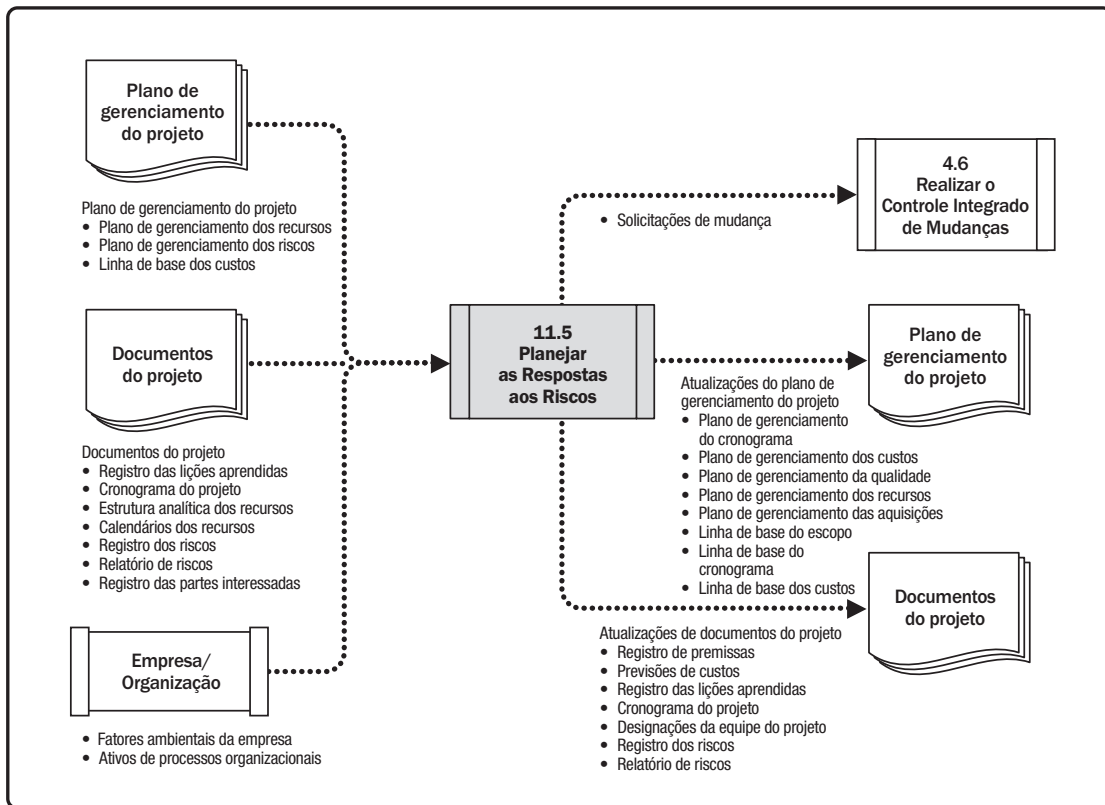 Plano de
gerenciamento
do projeto
Plano de gerenciamento do projeto
• Plano de gerenciamento dos recursos
• Plano de gerenciamento dos riscos
• Linha de base dos custos
Documentos
do projeto
Documentos do projeto
• Registro das lições aprendidas
• Cronograma do projeto
• Estrutura analítica dos recursos
• Calendários dos recursos
• Registro dos riscos
• Relatório de riscos
• Registro das partes interessadas
Empresa/
Organização
• Fatores ambientais da empresa
• Ativos de processos organizacionais
11.5
Planejar
as Respostas
aos Riscos
• Solicitações de mudança
4.6
Realizar o
Controle Integrado
de Mudanças
Plano de
gerenciamento
do projeto
Atualizações do plano de
gerenciamento do projeto
• Plano de gerenciamento
do cronograma
• Plano de gerenciamento dos custos
• Plano de gerenciamento da qualidade
• Plano de gerenciamento dos recursos
• Plano de gerenciamento das aquisições
• Linha de base do escopo
• Linha de base do
cronograma
• Linha de base dos custos
Documentos
do projeto
Atualizações de documentos do projeto
• Registro de premissas
• Previsões de custos
• Registro das lições aprendidas
• Cronograma do projeto
• Designações da equipe do projeto
• Registro dos riscos
• Relatório de riscos